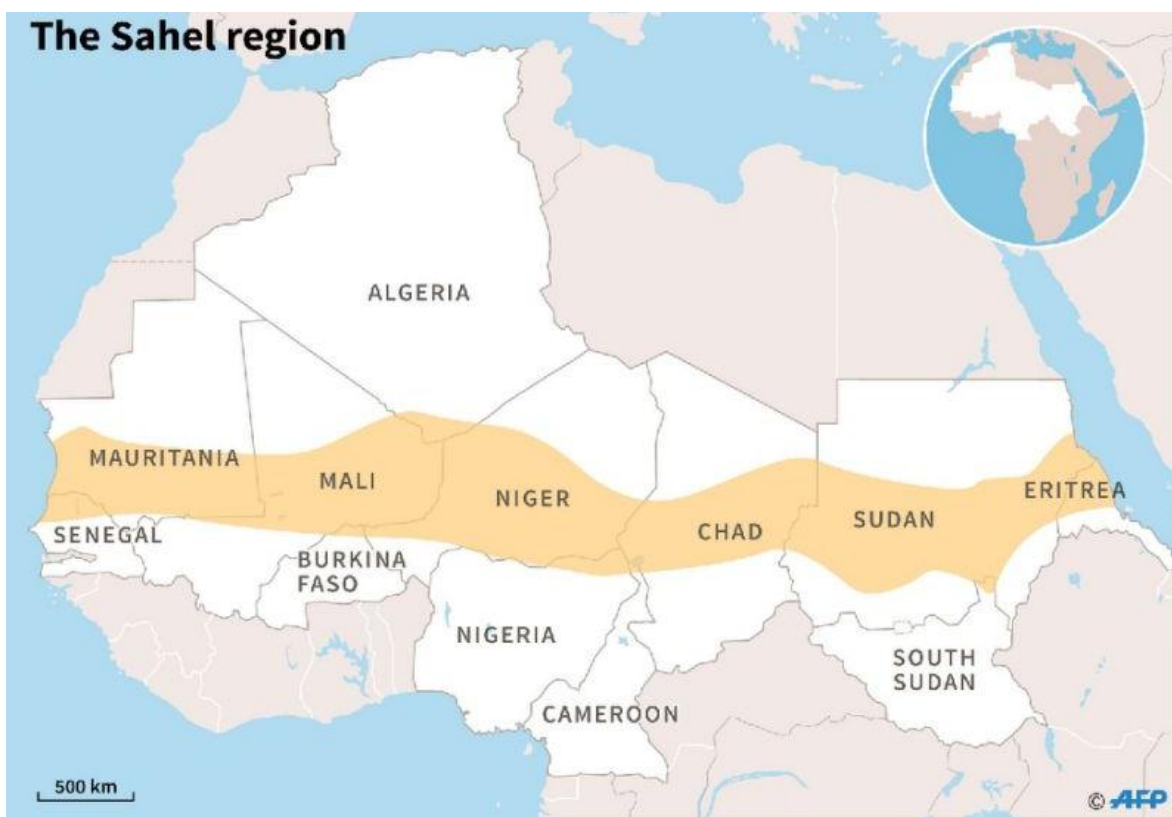 The Sahel region
ALGERIA
MAURITANIA
MALI
NIGER
CHAD
SUDAN
ERITREA
SENEGAL
BURKINA
FASO
NIGERIA
SOUTH
SUDAN
CAMEROON
500 km
© AFP